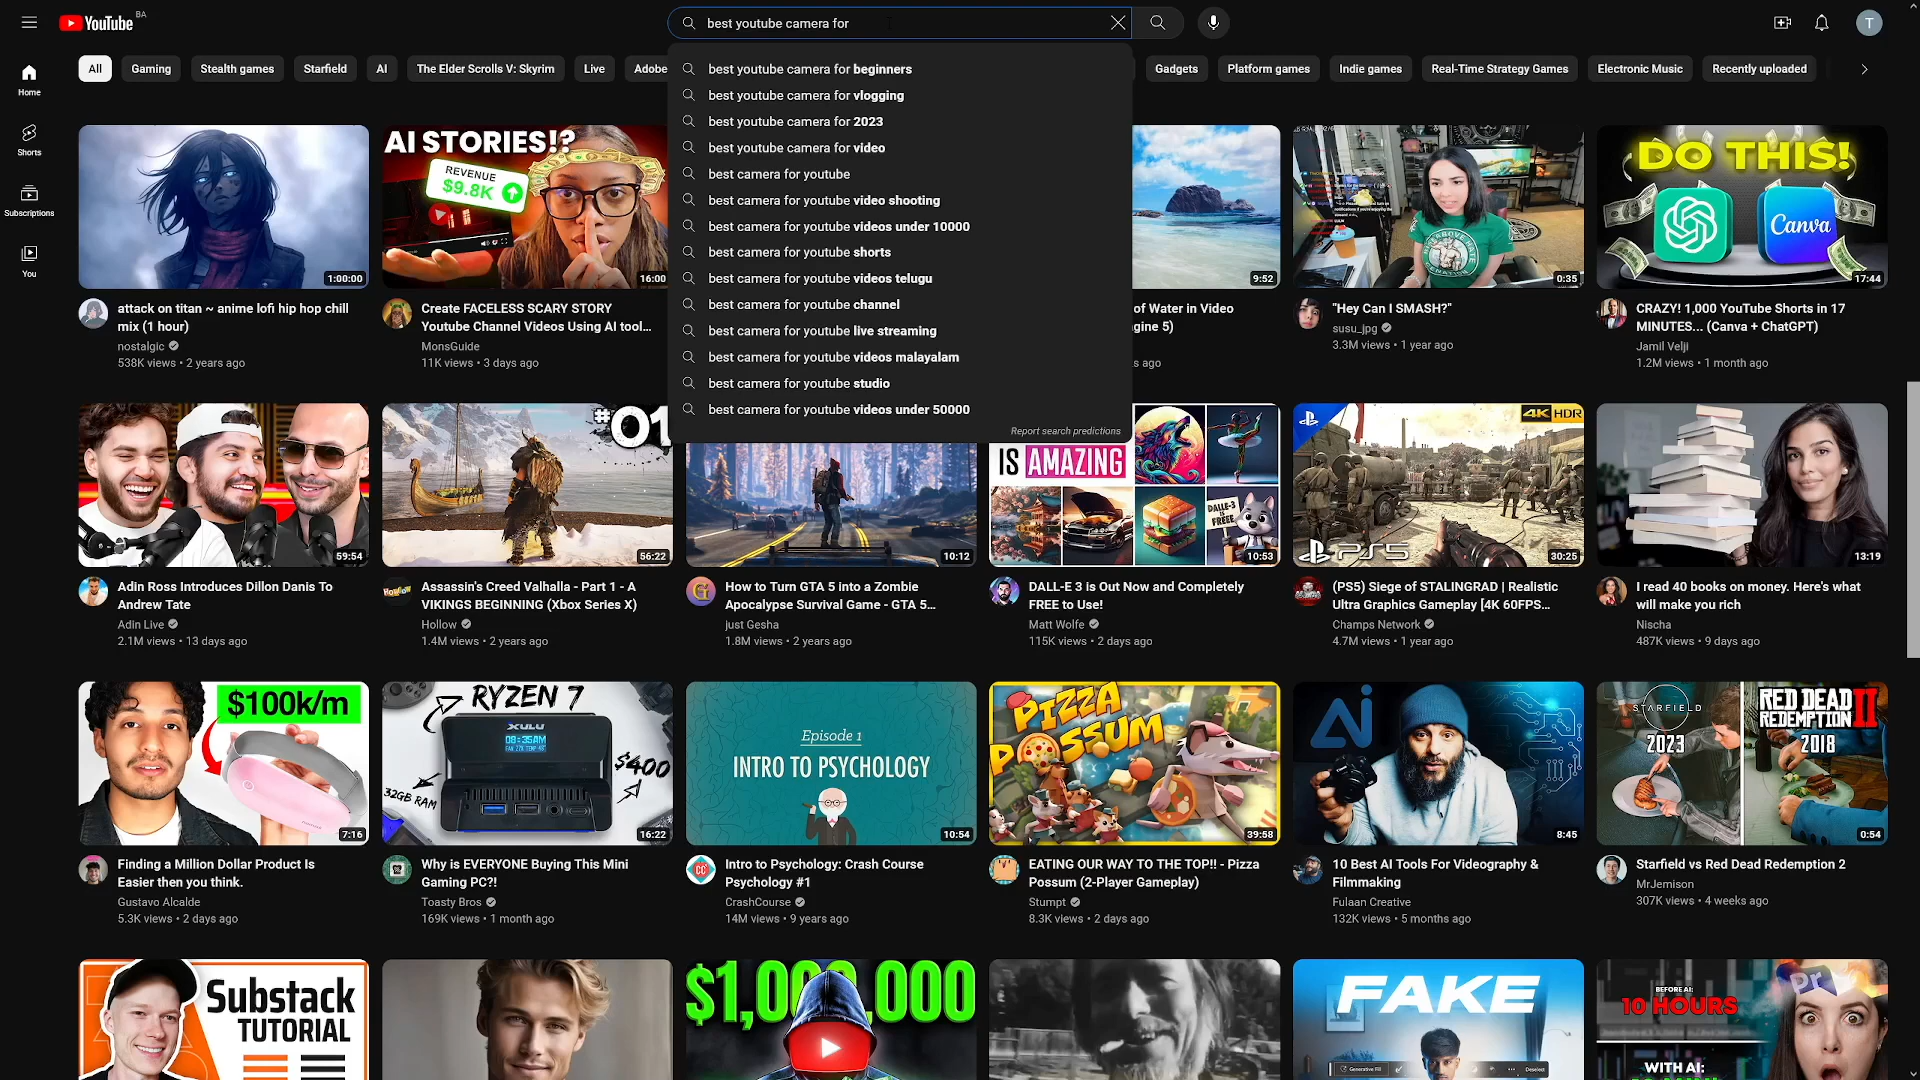 YouTube BA
best youtube camera for
T
All
Gaming
Stealth games
Starfield
AI
The Elder Scrolls V: Skyrim
Live
Adobe
Gadgets
Platform games
Indie games
Real-Time Strategy Games
Electronic Music
Recently uploaded
best youtube camera for beginners
best youtube camera for vlogging
best youtube camera for 2023
best youtube camera for video
best camera for youtube
best camera for youtube video shooting
best camera for youtube videos under 10000
best camera for youtube shorts
best camera for youtube videos telugu
best camera for youtube channel
best camera for youtube live streaming
best camera for youtube videos malayalam
best camera for youtube studio
best camera for youtube videos under 50000
Report search predictions
Home
Shorts
Subscriptions
You
1:00:00
attack on titan ~ anime lofi hip hop chill
mix (1 hour)
nostalgic
538K views • 2 years ago
AI STORIES!?
REVENUE
$9.8K
16:00
Create FACELESS SCARY STORY
Youtube Channel Videos Using AI tool...
MonsGuide
11K views • 3 days ago
9:52
of Water in Video
gine 5)
s ago
0:35
"Hey Can I SMASH?"
susu_jpg
3.3M views • 1 year ago
DO THIS!
Canva
17:44
CRAZY! 1,000 YouTube Shorts in 17
MINUTES... (Canva + ChatGPT)
Jamil Velji
1.2M views • 1 month ago
59:54
Adin Ross Introduces Dillon Danis To
Andrew Tate
Adin Live
2.1M views • 13 days ago
#01
56:22
Assassin's Creed Valhalla - Part 1 - A
VIKINGS BEGINNING (Xbox Series X)
Hollow
1.4M views • 2 years ago
10:12
How to Turn GTA 5 into a Zombie
Apocalypse Survival Game - GTA 5...
just Gesha
1.8M views • 2 years ago
IS AMAZING
DALLE-3
IS
FREE
10:53
DALL-E 3 is Out Now and Completely
FREE to Use!
Matt Wolfe
115K views • 2 days ago
4K HDR
PS5
30:25
(PS5) Siege of STALINGRAD | Realistic
Ultra Graphics Gameplay [4K 60FPS...
Champs Network
4.7M views • 1 year ago
13:19
I read 40 books on money. Here's what
will make you rich
Nischa
487K views • 9 days ago
$100k/m
7:16
Finding a Million Dollar Product Is
Easier then you think.
Gustavo Alcalde
5.3K views • 2 days ago
RYZEN 7
XULU
08:35AM
32GB RAM
$400
16:22
Why is EVERYONE Buying This Mini
Gaming PC?!
Toasty Bros
169K views • 1 month ago
Episode 1
INTRO TO PSYCHOLOGY
10:54
Intro to Psychology: Crash Course
Psychology #1
CrashCourse
14M views • 9 years ago
PIZZA
POSSUM
39:58
EATING OUR WAY TO THE TOP!! - Pizza
Possum (2-Player Gameplay)
Stumpt
8.3K views • 2 days ago
Ai
8:45
10 Best AI Tools For Videography &
Filmmaking
Fulaan Creative
132K views • 5 months ago
STARFIELD
2023
RED DEAD
REDEMPTION II
2018
0:54
Starfield vs Red Dead Redemption 2
MrJemison
307K views • 4 weeks ago
Substack
TUTORIAL
FAKE
Generative Fill
Deselect
BEFORE AI:
10 HOURS
Pr
WITH AI: